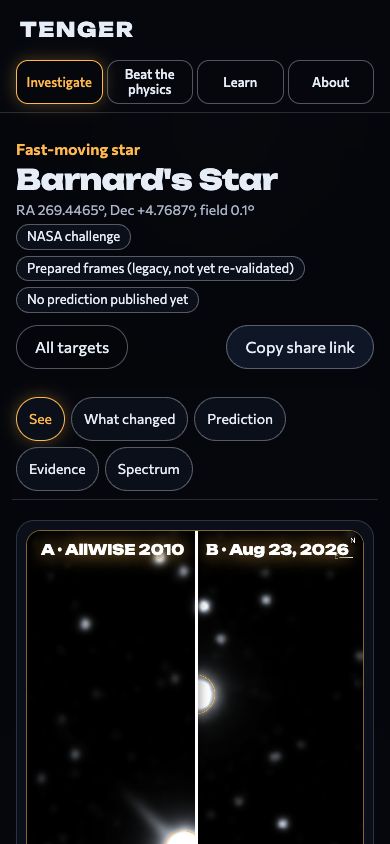 TENGER
Investigate
Beat the
physics
Learn
About
Fast-moving star
Barnard's Star
RA 269.4465°, Dec +4.7687°, field 0.1°
NASA challenge
Prepared frames (legacy, not yet re-validated)
No prediction published yet
All targets
Copy share link
See
What changed
Prediction
Evidence
Spectrum
A · AllWISE 2010
B · Aug 23, 2026
N